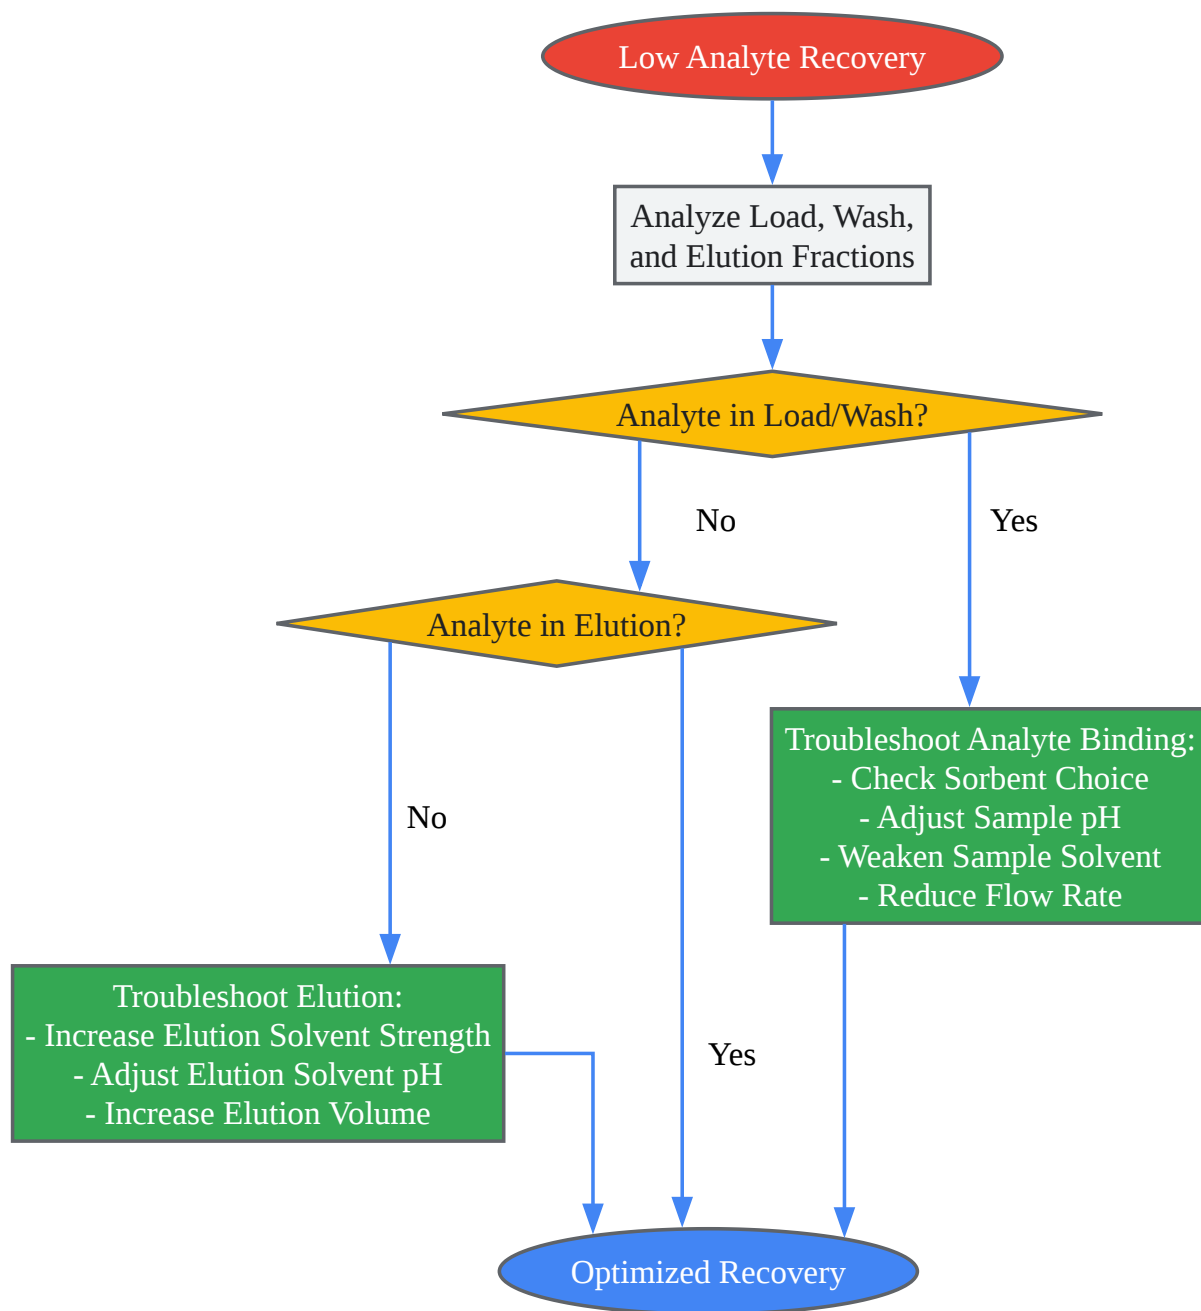 Low Analyte Recovery
Analyze Load, Wash,
and Elution Fractions
Analyte in Load/Wash?
No
Yes
Analyte in Elution?
Troubleshoot Analyte Binding:
- Check Sorbent Choice
- Adjust Sample pH
- Weaken Sample Solvent
- Reduce Flow Rate
No
Troubleshoot Elution:
- Increase Elution Solvent Strength
- Adjust Elution Solvent pH
- Increase Elution Volume
Yes
Optimized Recovery